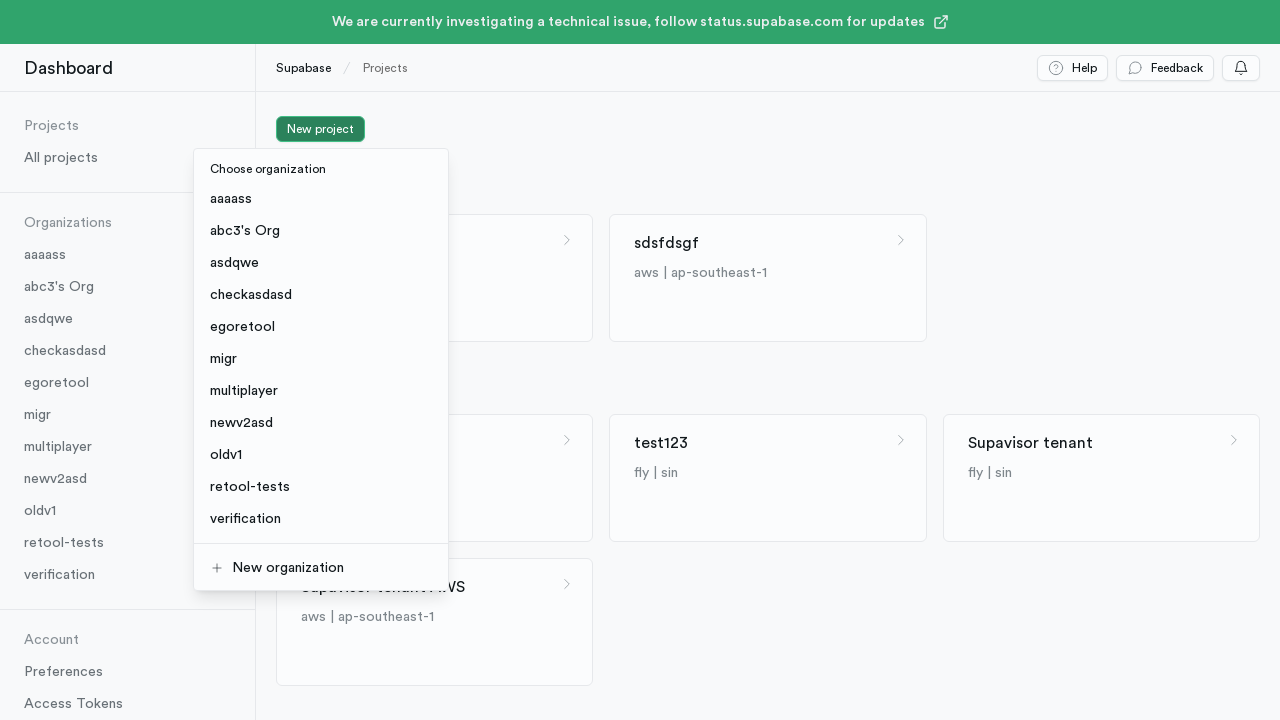 We are currently investigating a technical issue, follow status.supabase.com for updates
Dashboard
Supabase / Projects
Help
Feedback
Projects
All projects
Organizations
aaaass
abc3's Org
asdqwe
checkasdasd
egoretool
migr
multiplayer
newv2asd
oldv1
retool-tests
verification
Account
Preferences
Access Tokens
New project
Choose organization
aaaass
abc3's Org
asdqwe
checkasdasd
egoretool
migr
multiplayer
newv2asd
oldv1
retool-tests
verification
New organization
sdsfdsgf
aws | ap-southeast-1
test123
fly | sin
Supavisor tenant
fly | sin
aws | ap-southeast-1